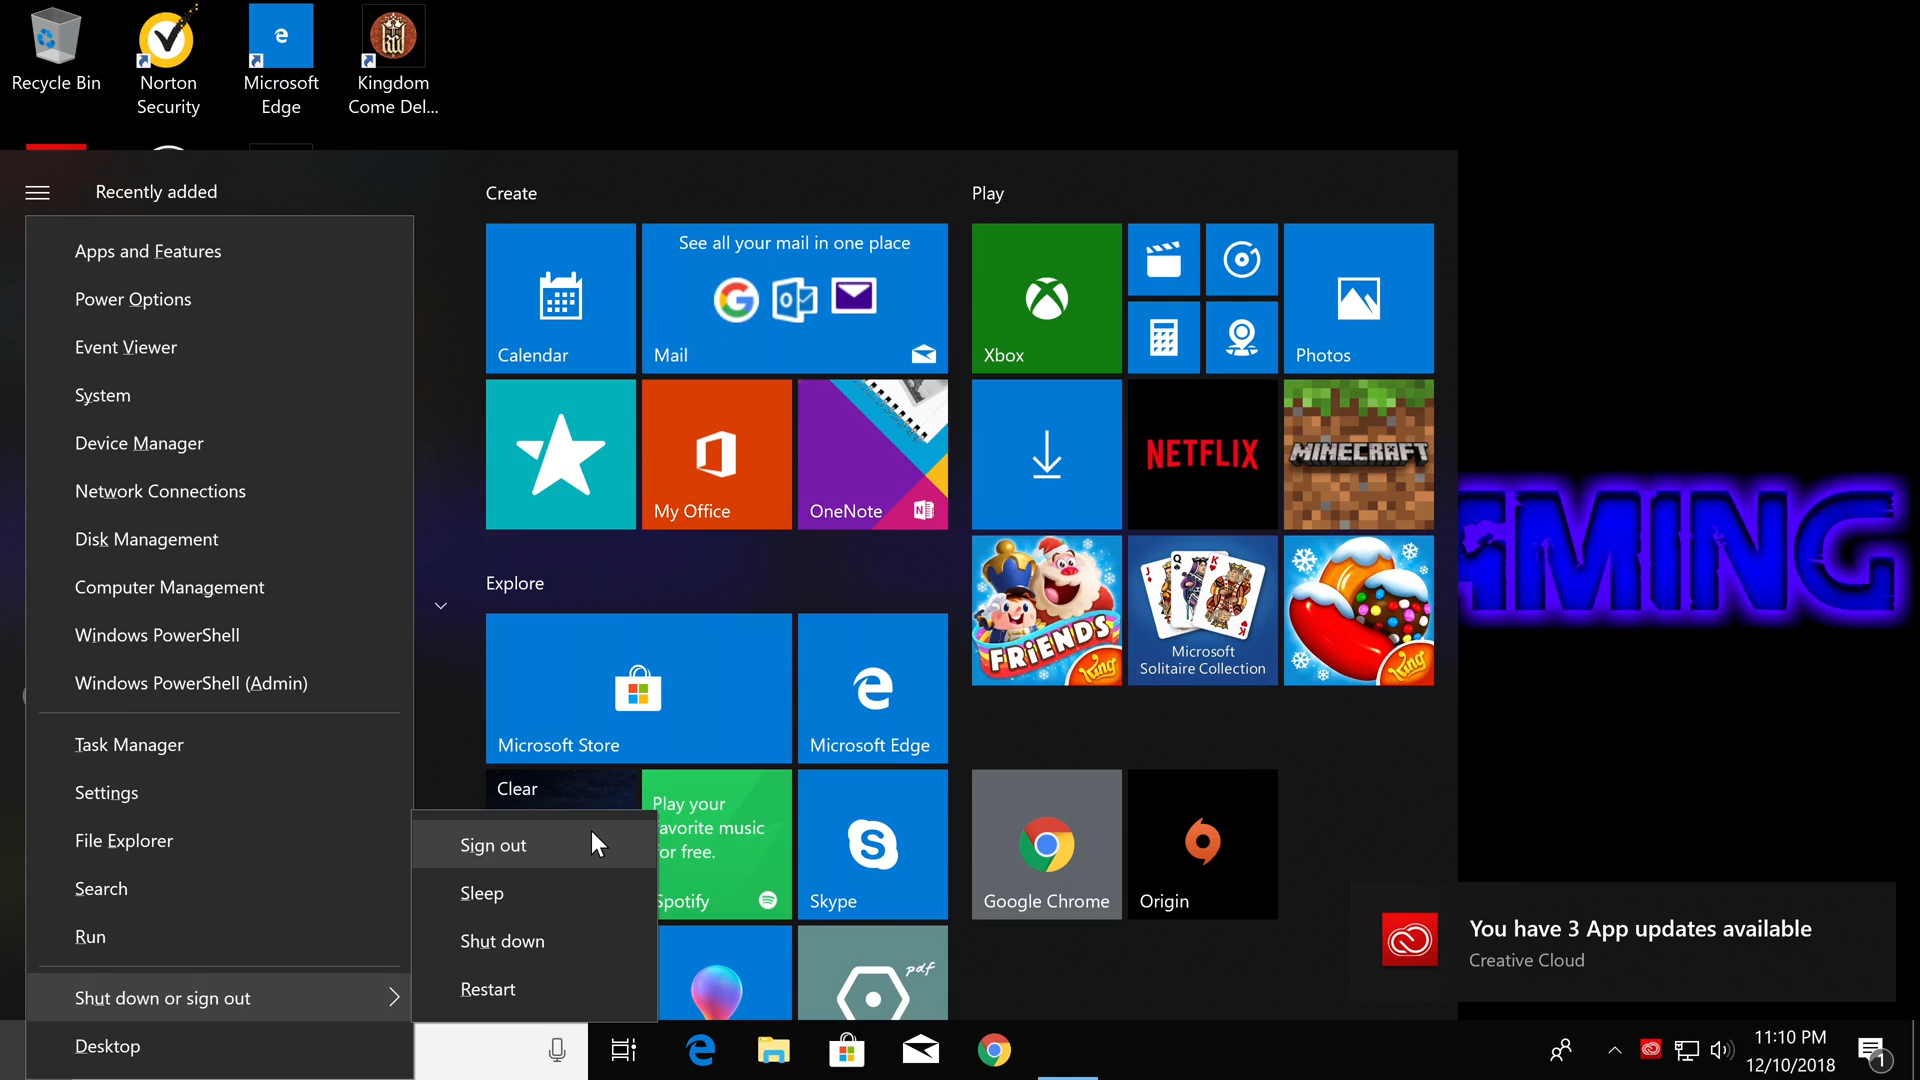 Recycle Bin
Norton
Security
Microsoft
Edge
Kingdom
Come Del...
Recently added
Apps and Features
Power Options
Event Viewer
System
Device Manager
Network Connections
Disk Management
Computer Management
Windows PowerShell
Windows PowerShell (Admin)
Task Manager
Settings
File Explorer
Search
Run
Shut down or sign out
Desktop
Sign out
Sleep
Shut down
Restart
Create
Calendar
See all your mail in one place
Mail
My Office
OneNote
Explore
Microsoft Store
Microsoft Edge
Clear
Play your
avorite music
or free.
Spotify
Skype
pdf
Play
Xbox
Photos
NETFLIX
MINECRAFT
FRIENDS
King
Microsoft
Solitaire Collection
King
Google Chrome
Origin
AMING
You have 3 App updates available
Creative Cloud
11:10 PM
12/10/2018
1